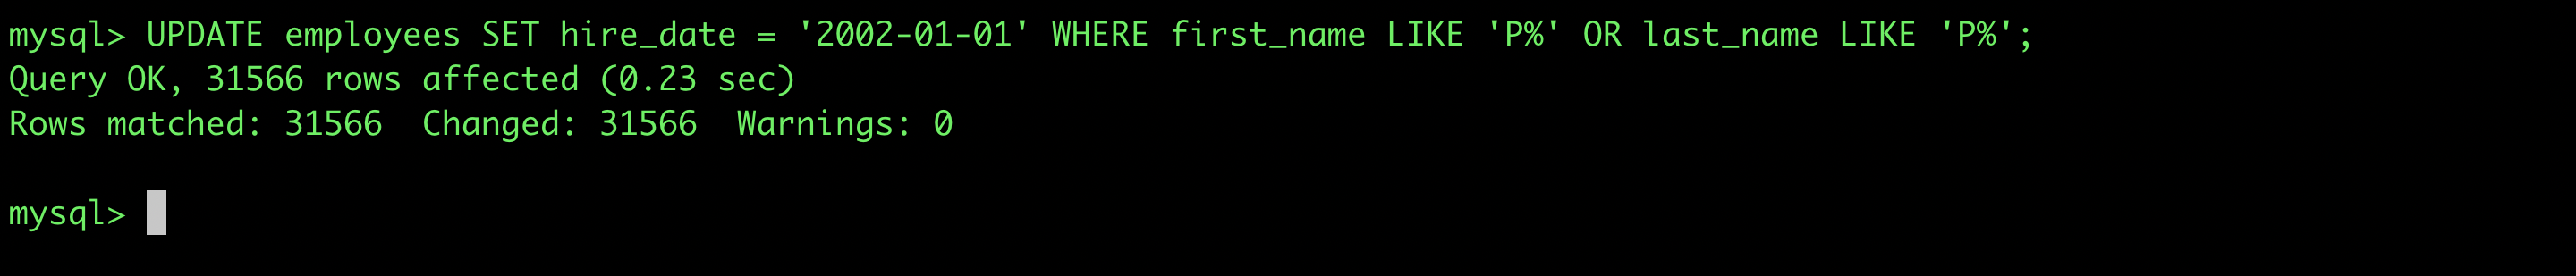 mysql> UPDATE employees SET hire_date = '2002-01-01' WHERE first_name LIKE 'P%' OR last_name LIKE 'P%';
Query OK, 31566 rows affected (0.23 sec)
Rows matched: 31566  Changed: 31566  Warnings: 0
mysql>